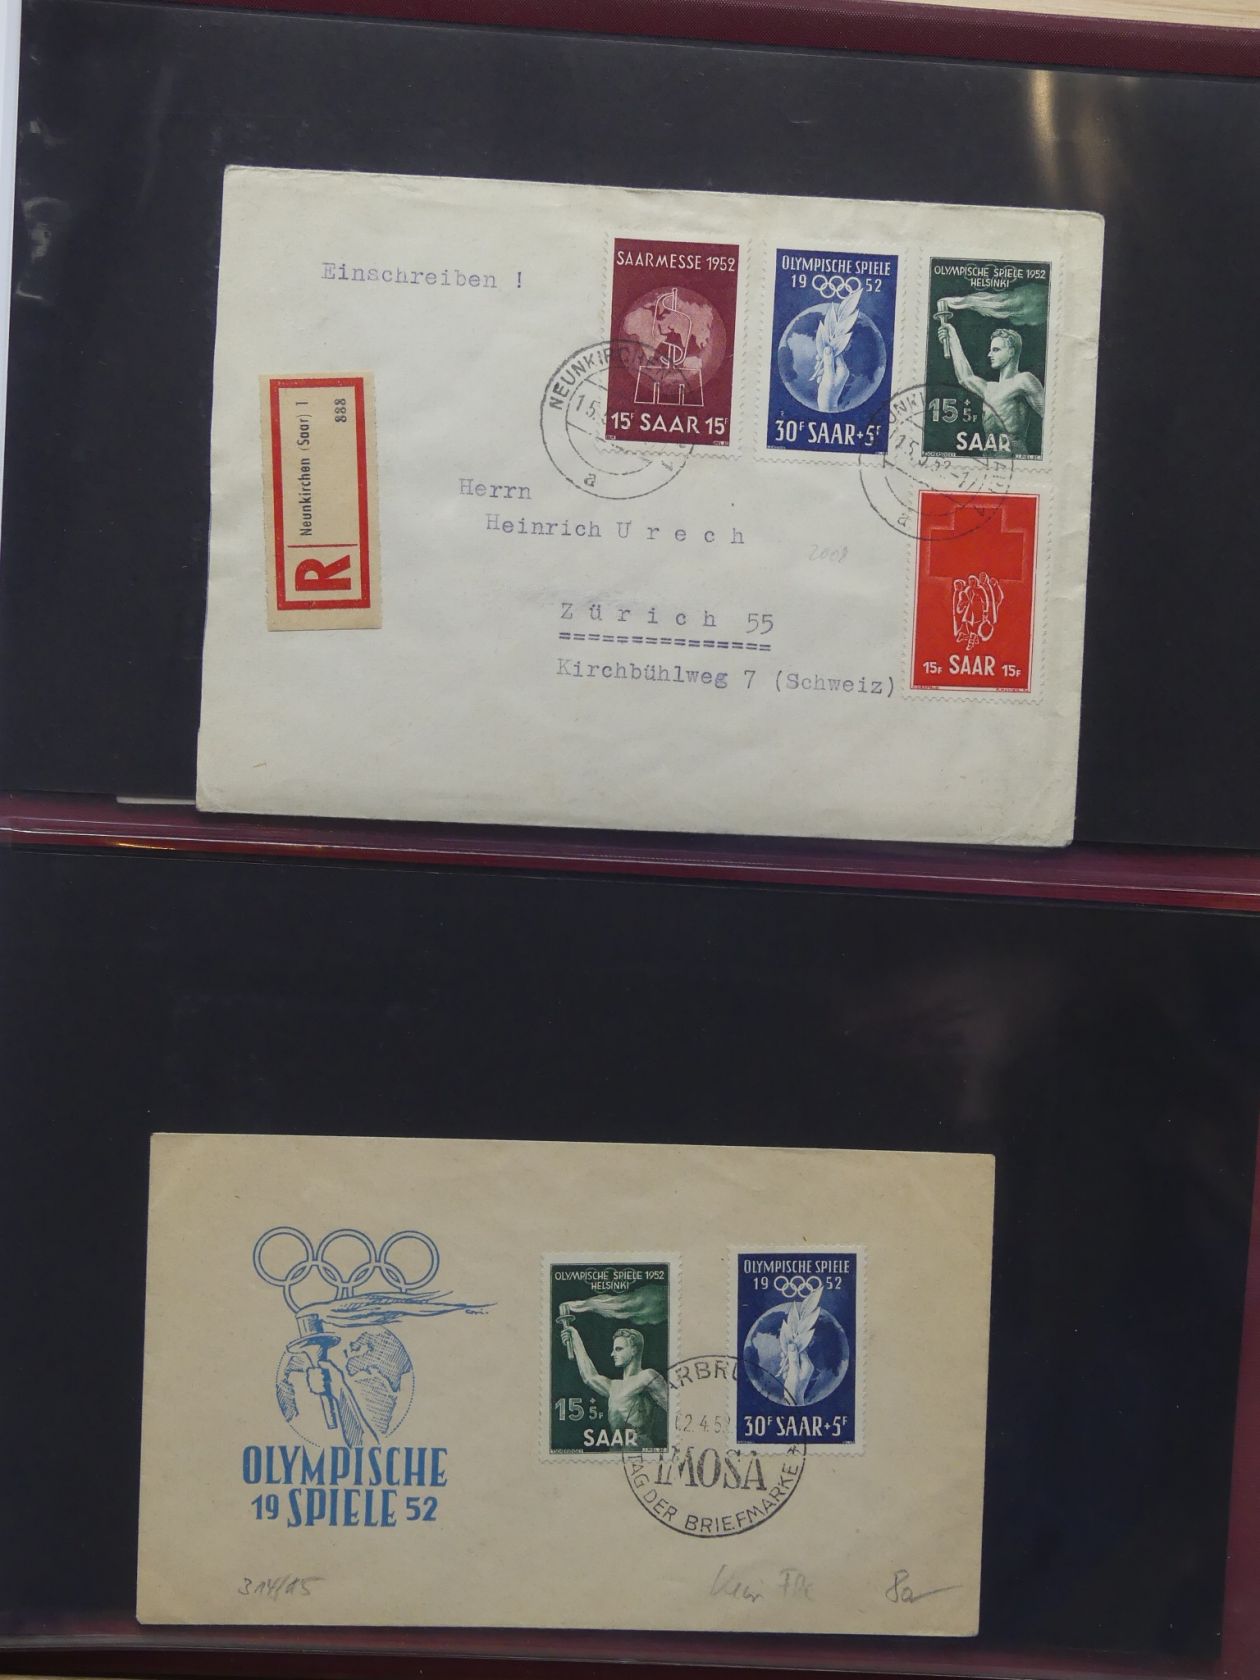 Einschreiben !
SAARMESSE 1952
15F SAAR 15F
OLYMPISCHE SPIELE
19 52
30F SAAR+5F
OLYMPISCHE SPIELE 1952
HELSINKI
15+5F
SAAR
NEUNKIRCHEN
a
a
R
Neunkirchen (Saar) 1
888
Herrn
Heinrich Urech
2008
Zürich 55
===============
Kirchbühlweg 7 (Schweiz)
15F SAAR 15F
OLYMPISCHE
19 SPIELE 52
OLYMPISCHE SPIELE 1952
HELSINKI
15+5F
SAAR
OLYMPISCHE SPIELE
19 52
30F SAAR+5F
IMOSA
TAG DER BRIEFMARKE *
314/15
Kein FDC